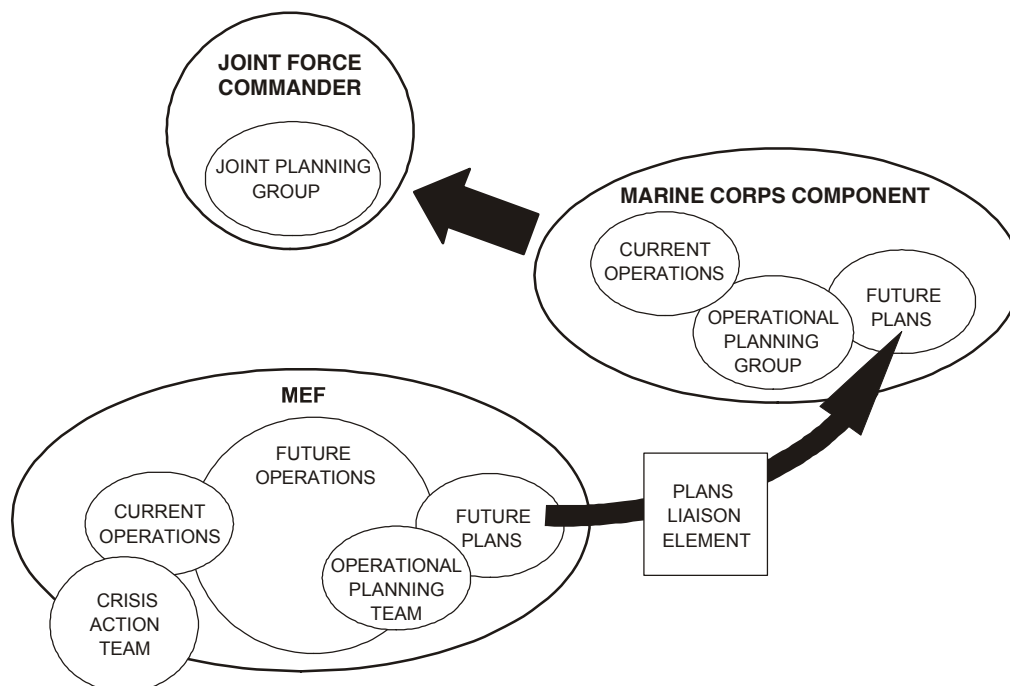 JOINT FORCE
COMMANDER
JOINT PLANNING
GROUP
MARINE CORPS COMPONENT
CURRENT
OPERATIONS
OPERATIONAL
PLANNING
GROUP
FUTURE
PLANS
MEF
FUTURE
OPERATIONS
CURRENT
OPERATIONS
FUTURE
PLANS
OPERATIONAL
PLANNING
TEAM
CRISIS
ACTION
TEAM
PLANS
LIAISON
ELEMENT